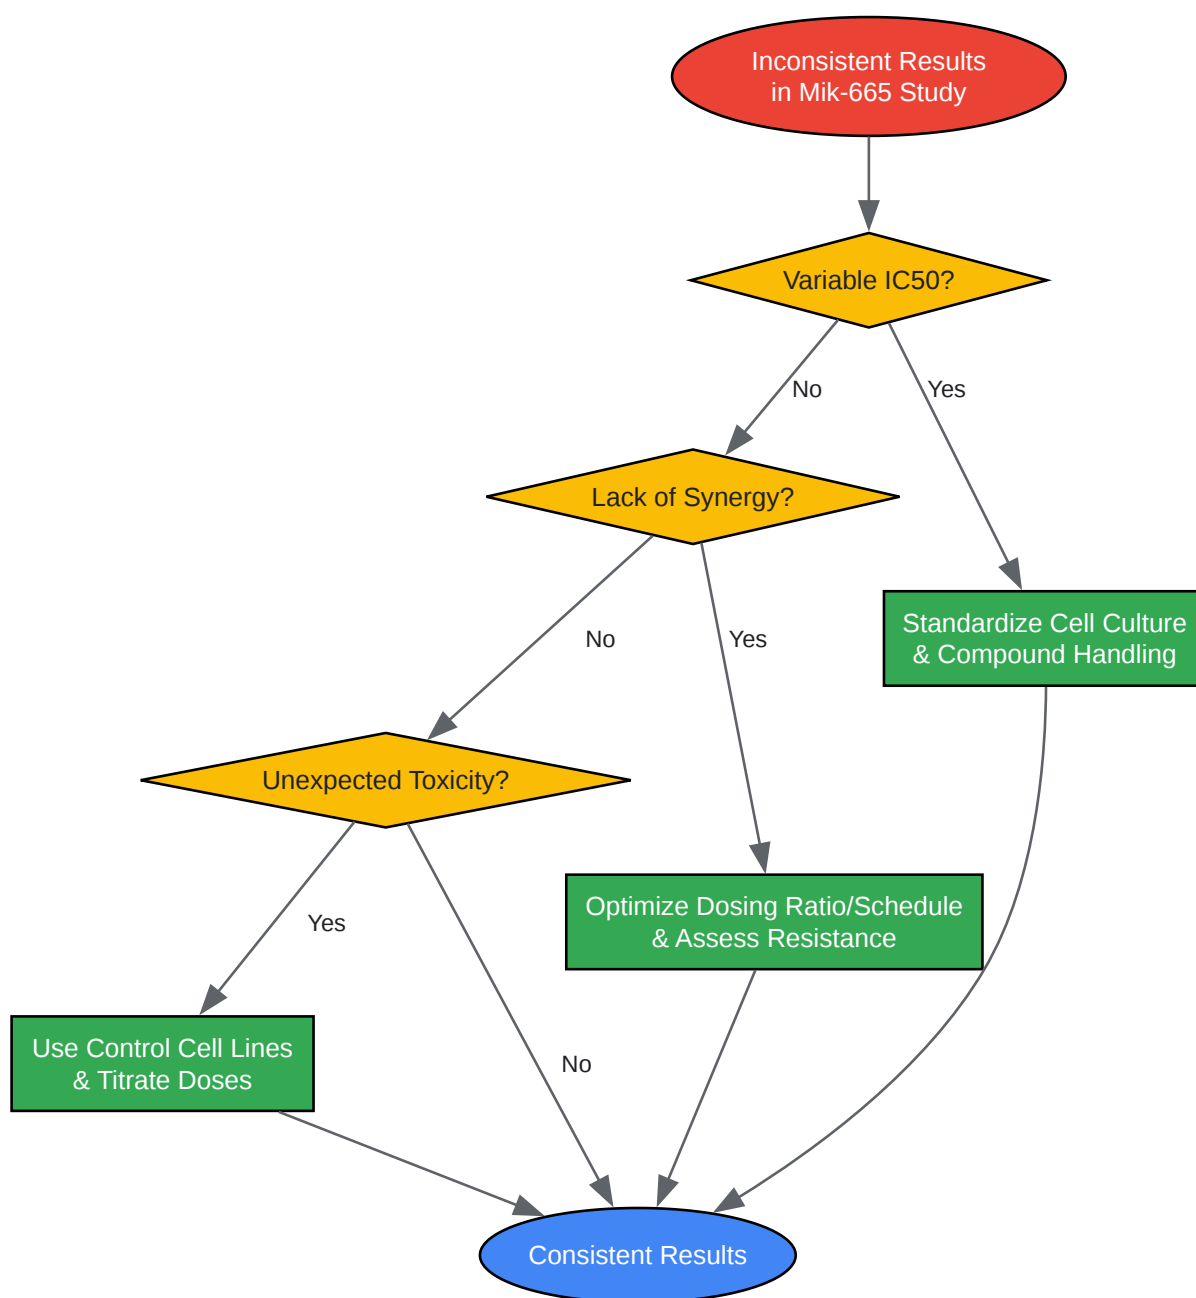 Inconsistent Results
in Mik-665 Study
Variable IC50?
No
Yes
Lack of Synergy?
Standardize Cell Culture
& Compound Handling
No
Yes
Unexpected Toxicity?
Optimize Dosing Ratio/Schedule
& Assess Resistance
Yes
Use Control Cell Lines
& Titrate Doses
No
Consistent Results